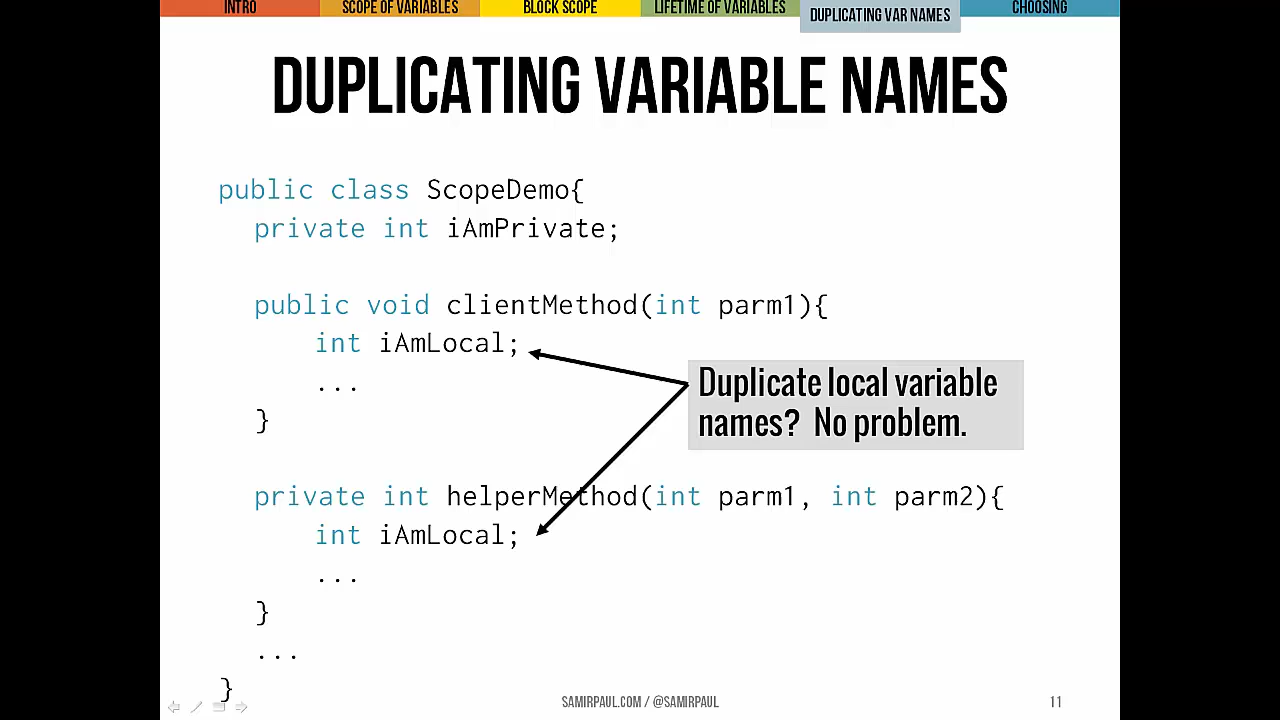 INTRO
SCOPE OF VARIABLES
BLOCK SCOPE
LIFETIME OF VARIABLES
DUPLICATING VAR NAMES
CHOOSING
DUPLICATING VARIABLE NAMES
public class ScopeDemo{
private int iAmPrivate;
public void clientMethod(int parm1){
int iAmLocal;
...
}
Duplicate local variable
names? No problem.
private int helperMethod(int parm1, int parm2){
int iAmLocal;
...
}
...
}
SAMIRPAUL.COM / @SAMIRPAUL
11